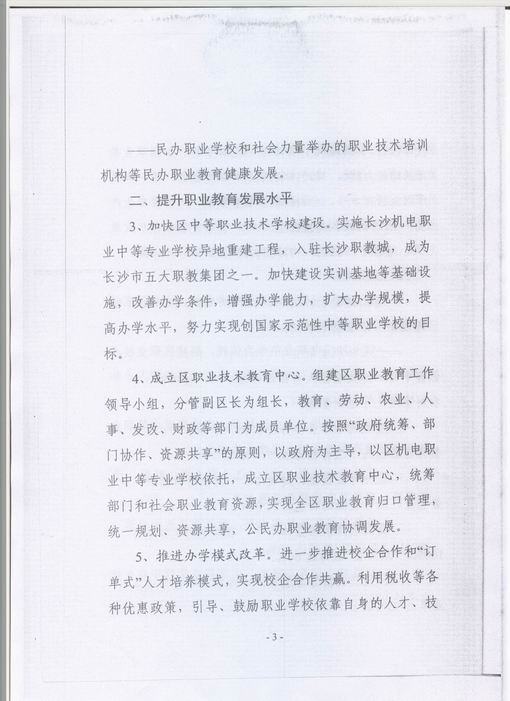 ——民办职业学校和社会力量举办的职业技术培训
机构等民办职业教育健康发展。
二、提升职业教育发展水平
3、加快区中等职业技术学校建设。实施长沙机电职
业中等专业学校异地重建工程，入驻长沙职教城，成为
长沙市五大职教集团之一。加快建设实训基地等基础设
施，改善办学条件，增强办学能力，扩大办学规模，提
高办学水平，努力实现创国家示范性中等职业学校的目
标。
4、成立区职业技术教育中心。组建区职业教育工作
领导小组，分管副区长为组长，教育、劳动、农业、人
事、发改、财政等部门为成员单位。按照“政府统筹、部
门协作、资源共享”的原则，以政府为主导，以区机电职
业中等专业学校依托，成立区职业技术教育中心，统筹
部门和社会职业教育资源，实现全区职业教育归口管理，
统一规划、资源共享，公民办职业教育协调发展。
5、推进办学模式改革。进一步推进校企合作和“订
单式”人才培养模式，实现校企合作共赢。利用税收等各
种优惠政策，引导、鼓励职业学校依靠自身的人才、技
- 3 -